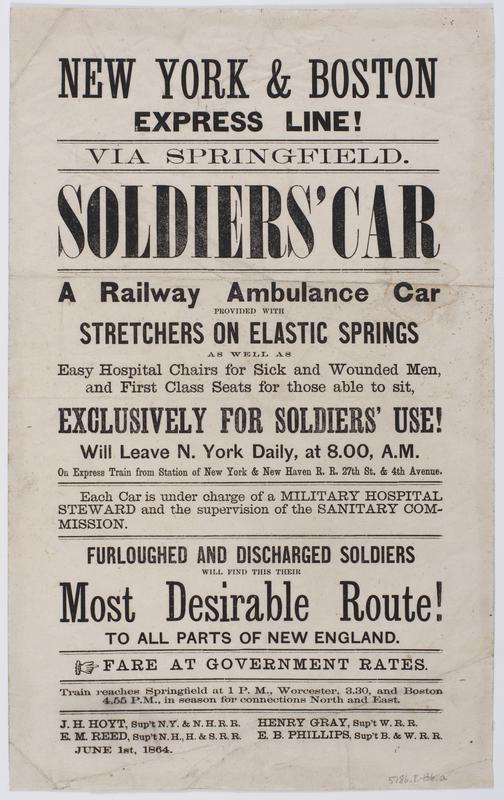 NEW YORK & BOSTON
EXPRESS LINE!
VIA SPRINGFIELD.
SOLDIERS' CAR
A Railway Ambulance Car
PROVIDED WITH
STRETCHERS ON ELASTIC SPRINGS
AS WELL AS
Easy Hospital Chairs for Sick and Wounded Men,
and First Class Seats for those able to sit,
EXCLUSIVELY FOR SOLDIERS' USE!
Will Leave N. York Daily, at 8.00, A.M.
On Express Train from Station of New York & New Haven R. R. 27th St. & 4th Avenue.
Each Car is under charge of a MILITARY HOSPITAL
STEWARD and the supervision of the SANITARY COM-
MISSION.
FURLOUGHED AND DISCHARGED SOLDIERS
WILL FIND THIS THEIR
Most Desirable Route!
TO ALL PARTS OF NEW ENGLAND.
☞ FARE AT GOVERNMENT RATES.
Train reaches Springfield at 1 P. M., Worcester, 3.30, and Boston
4.55 P.M., in season for connections North and East.
J. H. HOYT, Sup't N.Y. & N. H. R. R. HENRY GRAY, Sup't W. R. R.
E. M. REED, Sup't N. H., H. & S. R. R. E. B. PHILLIPS, Sup't B. & W. R. R.
JUNE 1st, 1864.